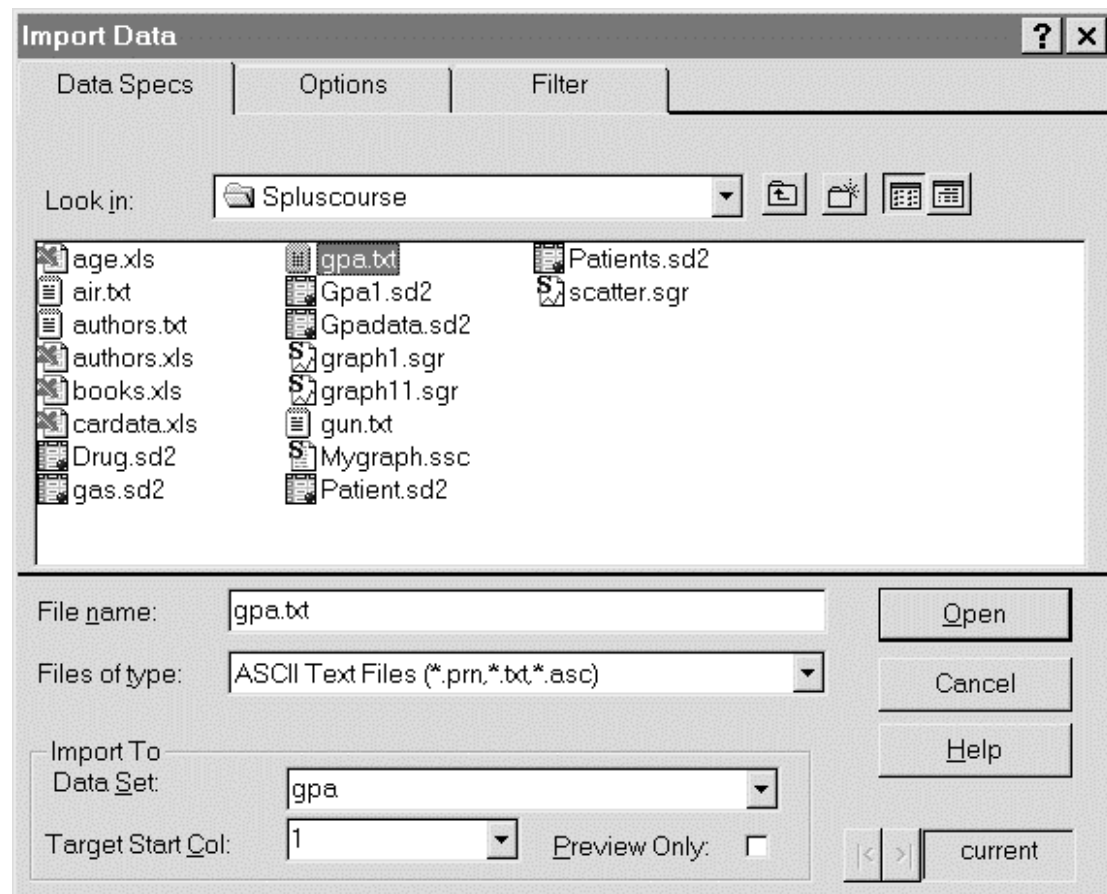 Import Data
Data Specs Options Filter
Look in: Spluscourse
age.xls gpa.txt Patients.sd2
air.txt Gpa1.sd2 scatter.sgr
authors.txt Gpadata.sd2
authors.xls graph1.sgr
books.xls graph11.sgr
cardata.xls gun.txt
Drug.sd2 Mygraph.ssc
gas.sd2 Patient.sd2
File name: gpa.txt Open
Files of type: ASCII Text Files (*.prn,*.txt,*.asc) Cancel
Import To Help
Data Set: gpa
Target Start Col: 1 Preview Only: |< >| current